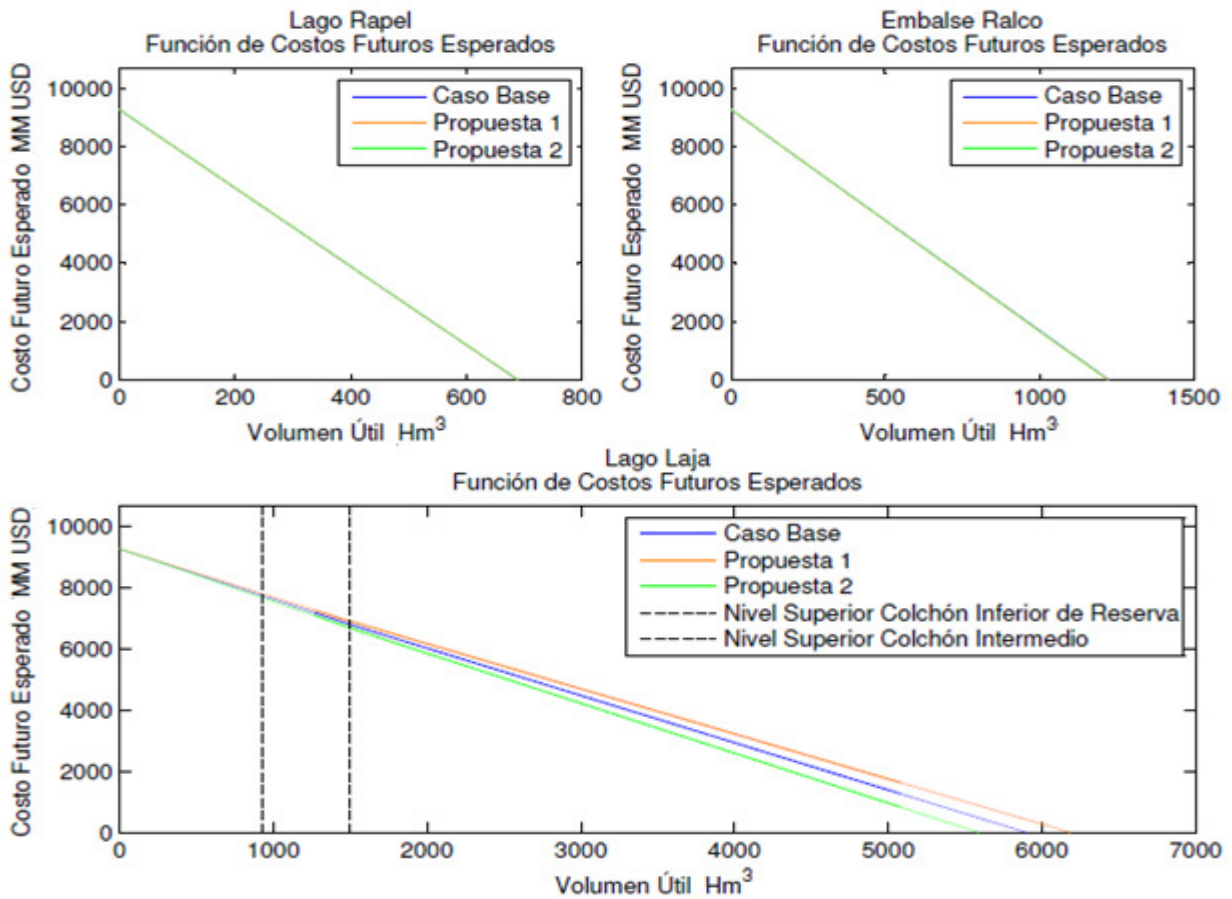 Lago Rapel
Función de Costos Futuros Esperados
Costo Futuro Esperado MM USD
10000
8000
6000
4000
2000
0
Caso Base
Propuesta 1
Propuesta 2
0 200 400 600 800
Volumen Útil Hm³
Embalse Ralco
Función de Costos Futuros Esperados
Costo Futuro Esperado MM USD
10000
8000
6000
4000
2000
0
Caso Base
Propuesta 1
Propuesta 2
0 500 1000 1500
Volumen Útil Hm³
Lago Laja
Función de Costos Futuros Esperados
Costo Futuro Esperado MM USD
10000
8000
6000
4000
2000
0
Caso Base
Propuesta 1
Propuesta 2
Nivel Superior Colchón Inferior de Reserva
Nivel Superior Colchón Intermedio
0 1000 2000 3000 4000 5000 6000 7000
Volumen Útil Hm³